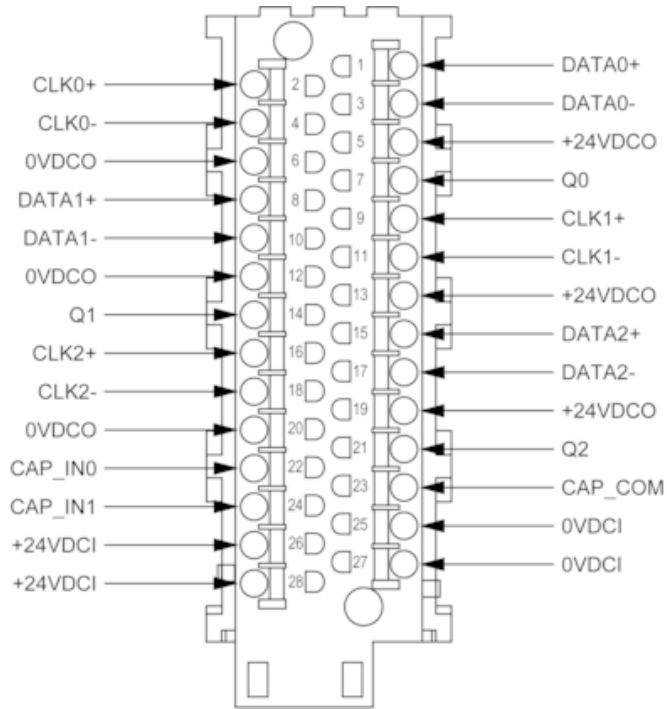 1 DATA0+
CLK0+ 2
3 DATA0-
CLK0- 4
5 +24VDCO
0VDCO 6
7 Q0
DATA1+ 8
9 CLK1+
DATA1- 10
11 CLK1-
0VDCO 12
13 +24VDCO
Q1 14
15 DATA2+
CLK2+ 16
17 DATA2-
CLK2- 18
19 +24VDCO
0VDCO 20
21 Q2
CAP_IN0 22
23 CAP_COM
CAP_IN1 24
25 0VDCI
+24VDCI 26
27 0VDCI
+24VDCI 28